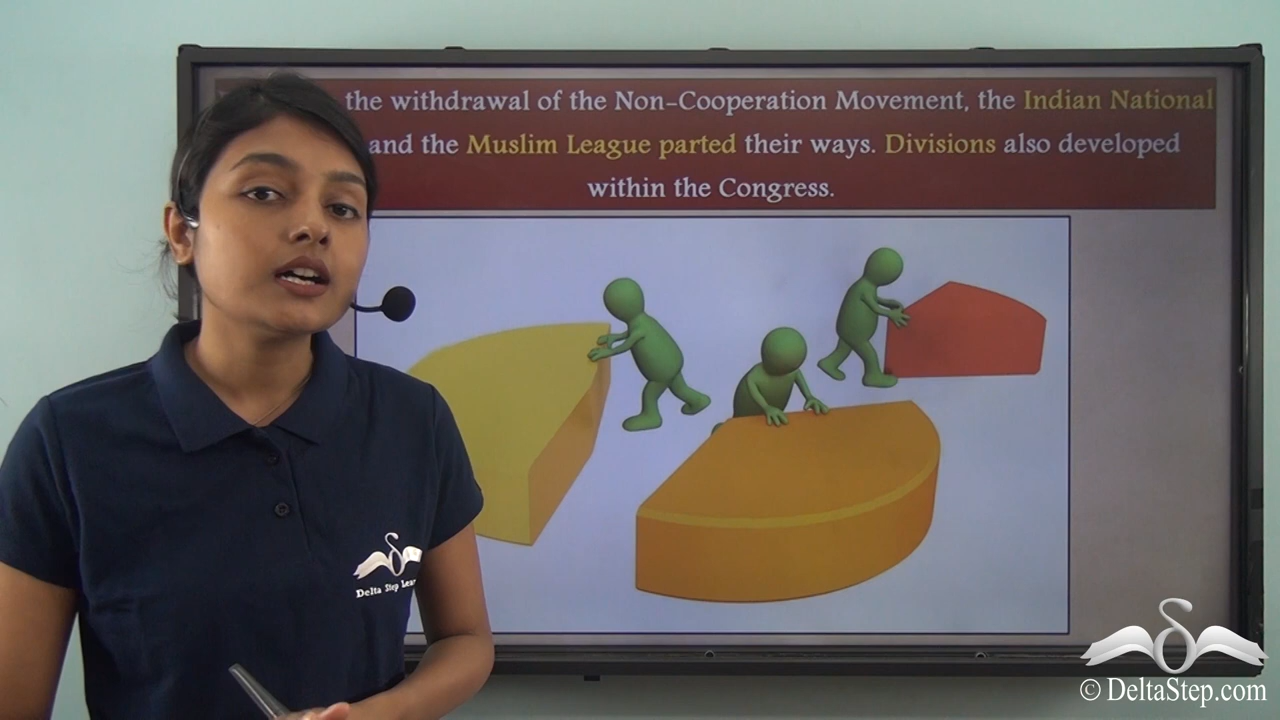 the withdrawal of the Non-Cooperation Movement, the Indian National
and the Muslim League parted their ways. Divisions also developed
within the Congress.
Delta Step Lear
© DeltaStep.com